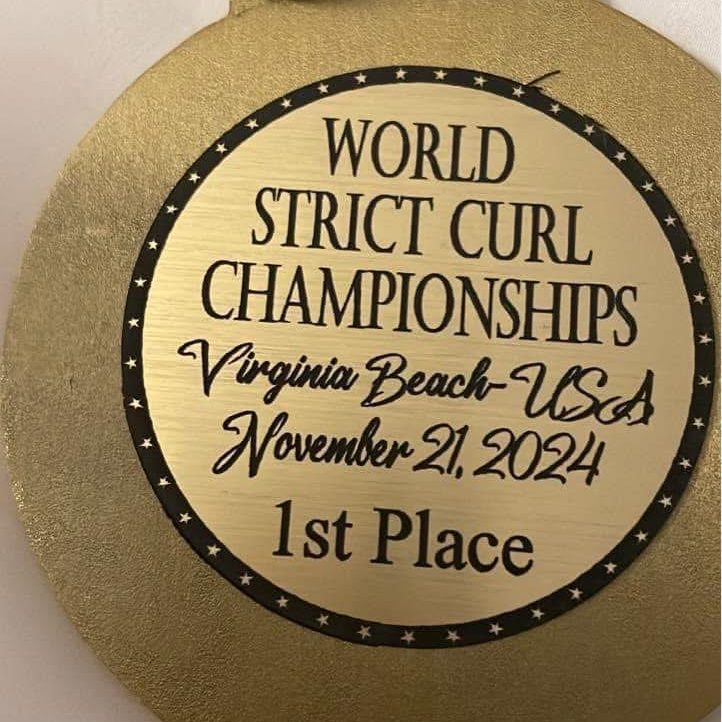 WORLD
STRICT CURL
CHAMPIONSHIPS
Virginia Beach-USA
November 21, 2024
1st Place